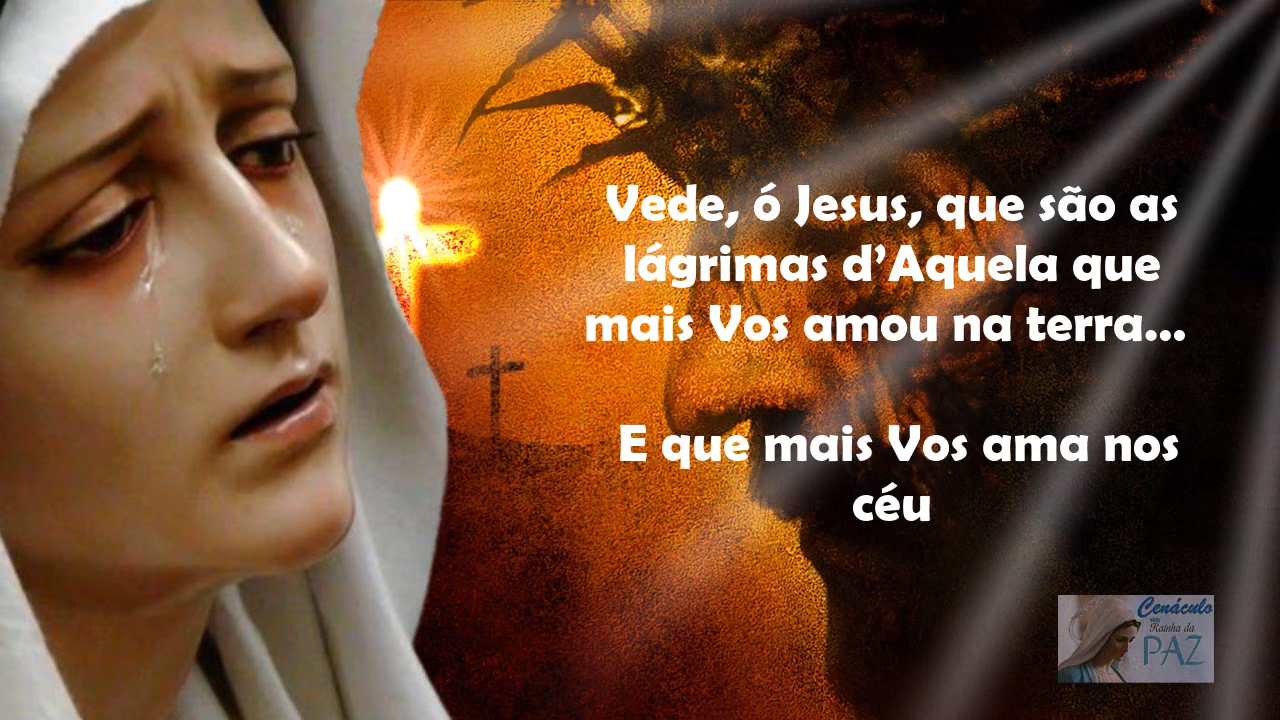 Vede, ó Jesus, que são as
lágrimas d’Aquela que
mais Vos amou na terra...
E que mais Vos ama nos
céu
Cenáculo
Rainha da
PAZ